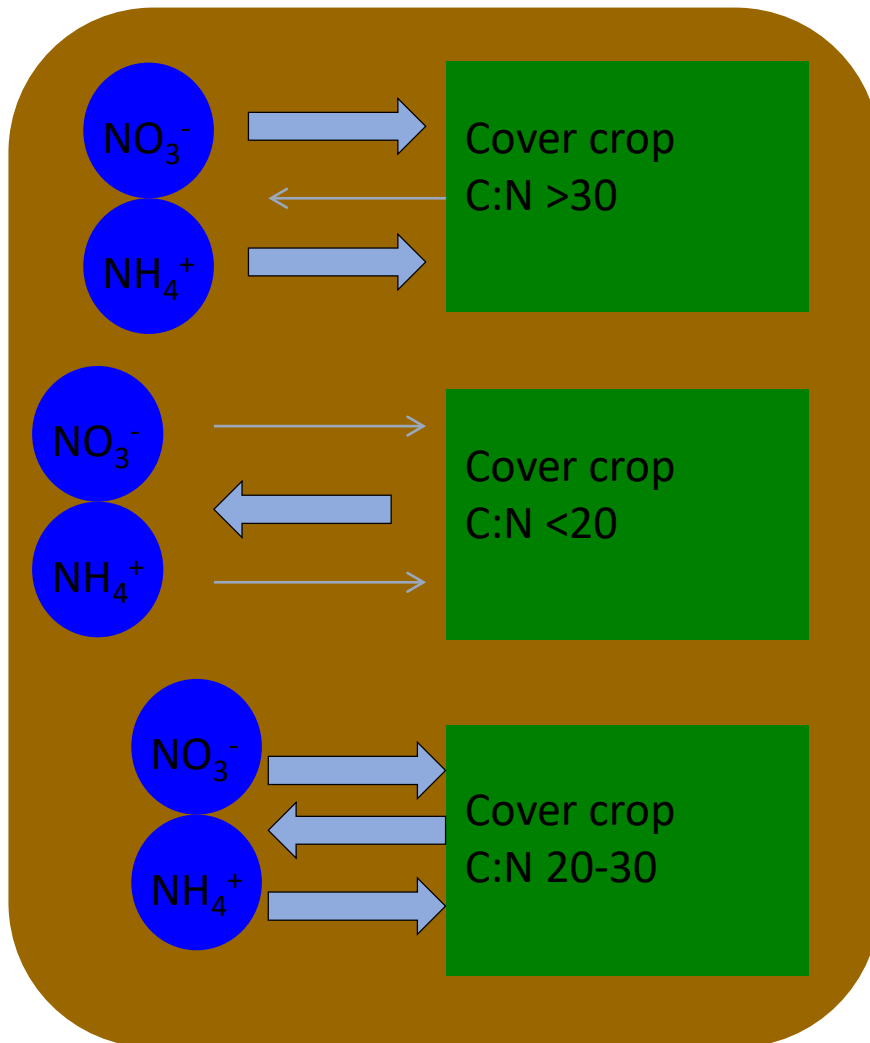 NO₃⁻
Cover crop
C:N >30
NH₄⁺
NO₃⁻
Cover crop
C:N <20
NH₄⁺
NO₃⁻
Cover crop
C:N 20-30
NH₄⁺